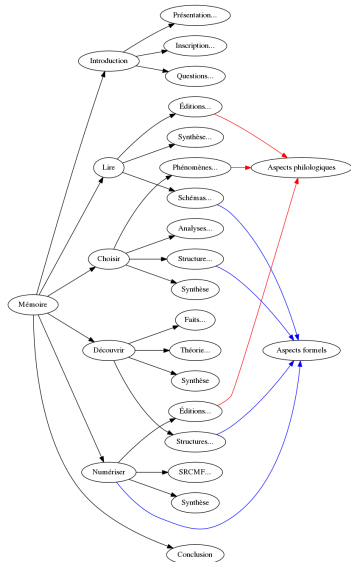 Présentation...
Inscription...
Introduction
Questions...
Éditions...
Synthèse...
Lire
Phénomènes...
Aspects philologiques
Schémas...
Analyses...
Choisir
Structure...
Synthèse
Mémoire
Faits...
Découvrir
Théorie...
Aspects formels
Synthèse
Éditions...
Structures...
Numériser
SRCMF...
Synthèse
Conclusion